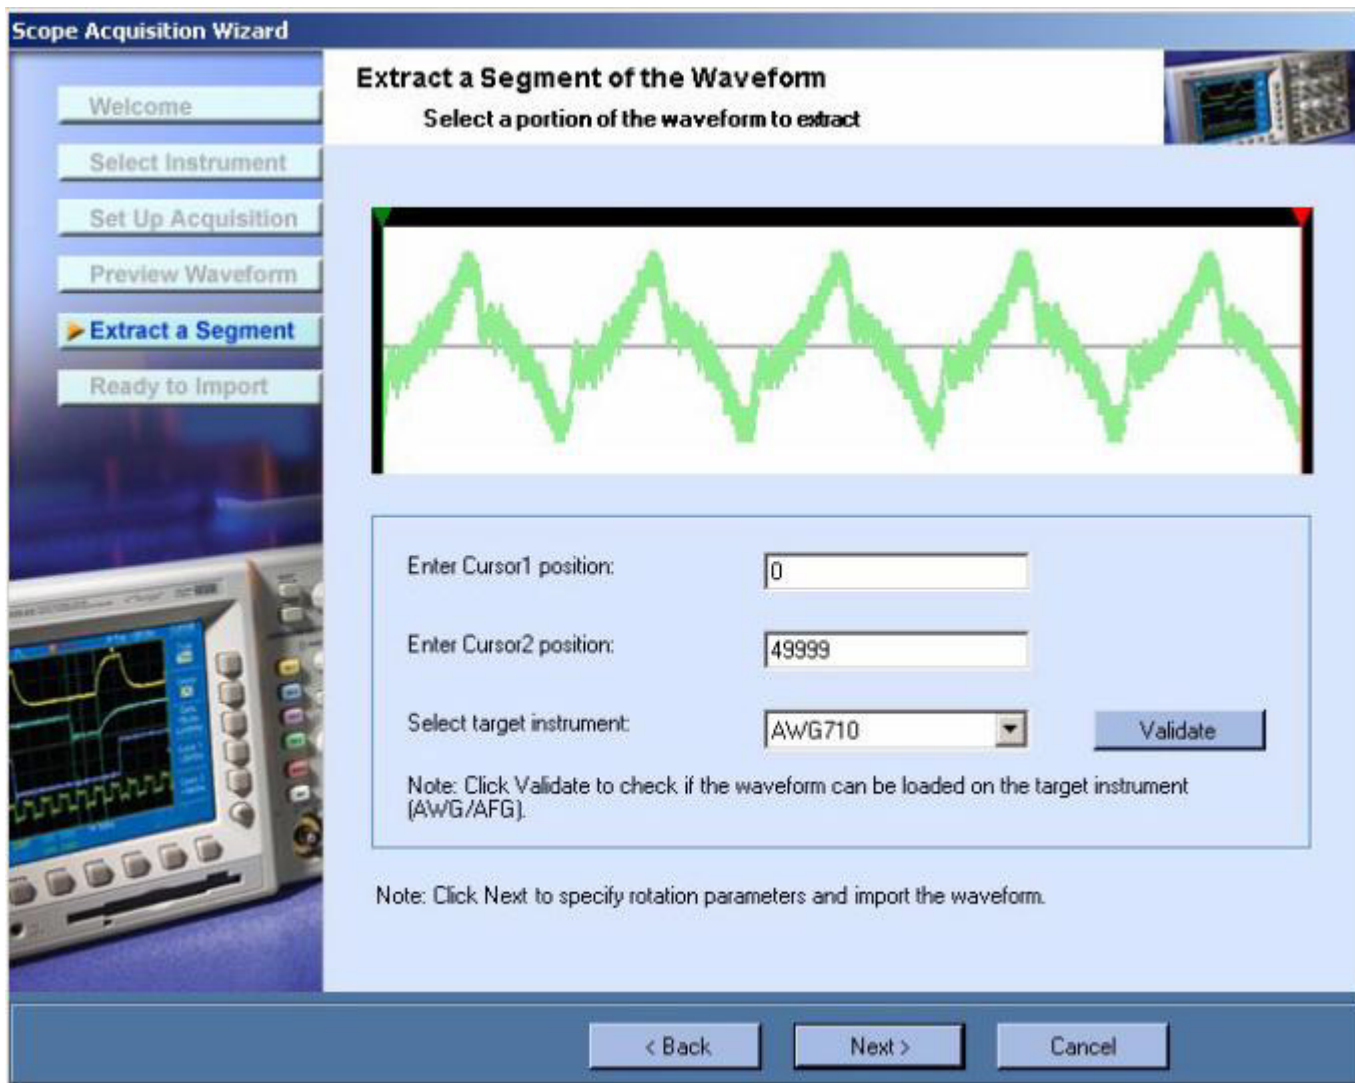 Scope Acquisition Wizard
Welcome
Select Instrument
Set Up Acquisition
Preview Waveform
Extract a Segment
Ready to Import
Extract a Segment of the Waveform
Select a portion of the waveform to extract
Enter Cursor1 position:
0
Enter Cursor2 position:
49999
Select target instrument:
AWG710
Validate
Note: Click Validate to check if the waveform can be loaded on the target instrument
(AWG/AFG).
Note: Click Next to specify rotation parameters and import the waveform.
< Back
Next >
Cancel